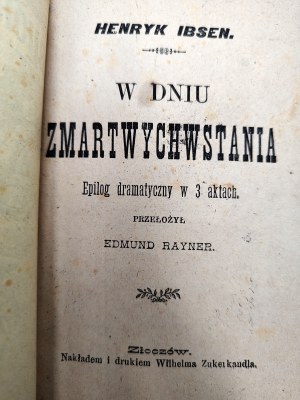 HENRYK IBSEN.
W DNIU
ZMARTWYCHWSTANIA
Epilog dramatyczny w 3 aktach.
PRZEŁOŻYŁ
EDMUND RAYNER.
Złoczów.
Nakładem i drukiem Wilhelma Zukerkandla.